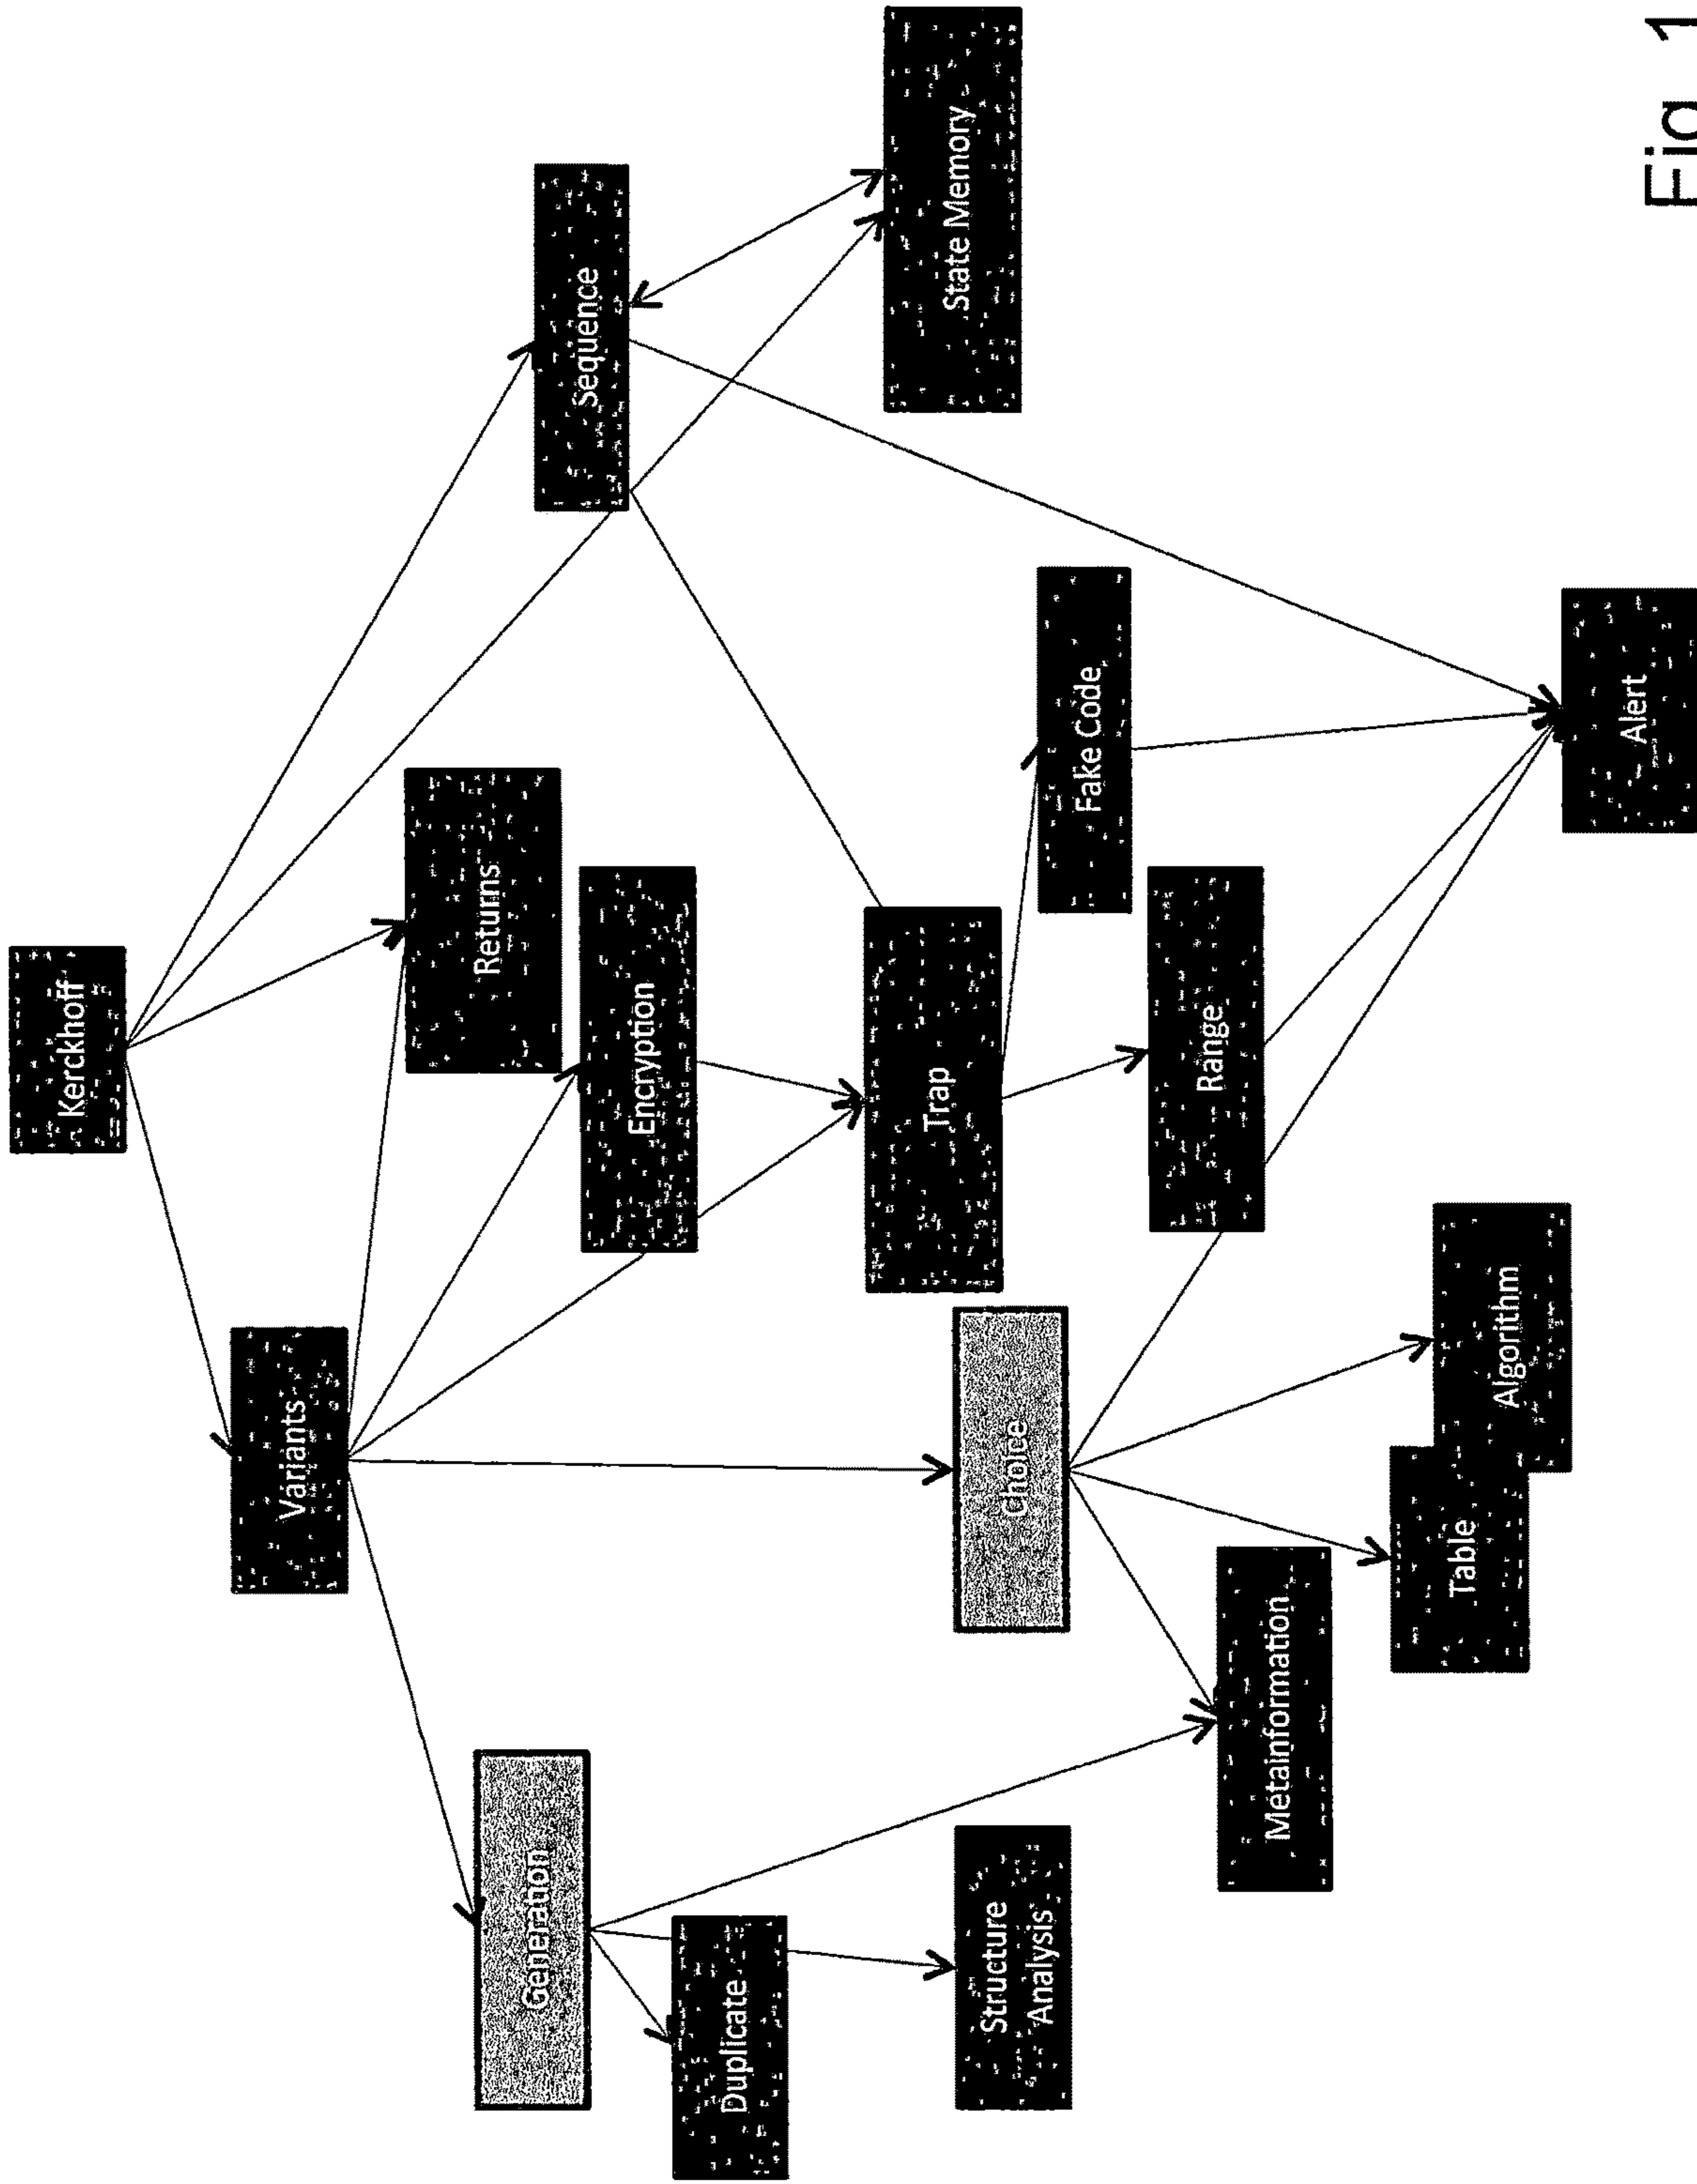 Kerckhoff
Variants
Returns
Sequence
Generation
Encryption
Duplicate
Trap
State Memory
Structure
Analysis
Choice
Fake Code
Metainformation
Range
Table
Algorithm
Alert
Fig. 1